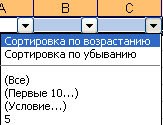 A B C
Сортировка по возрастанию
Сортировка по убыванию
(Все)
(Первые 10...)
(Условие...)
5